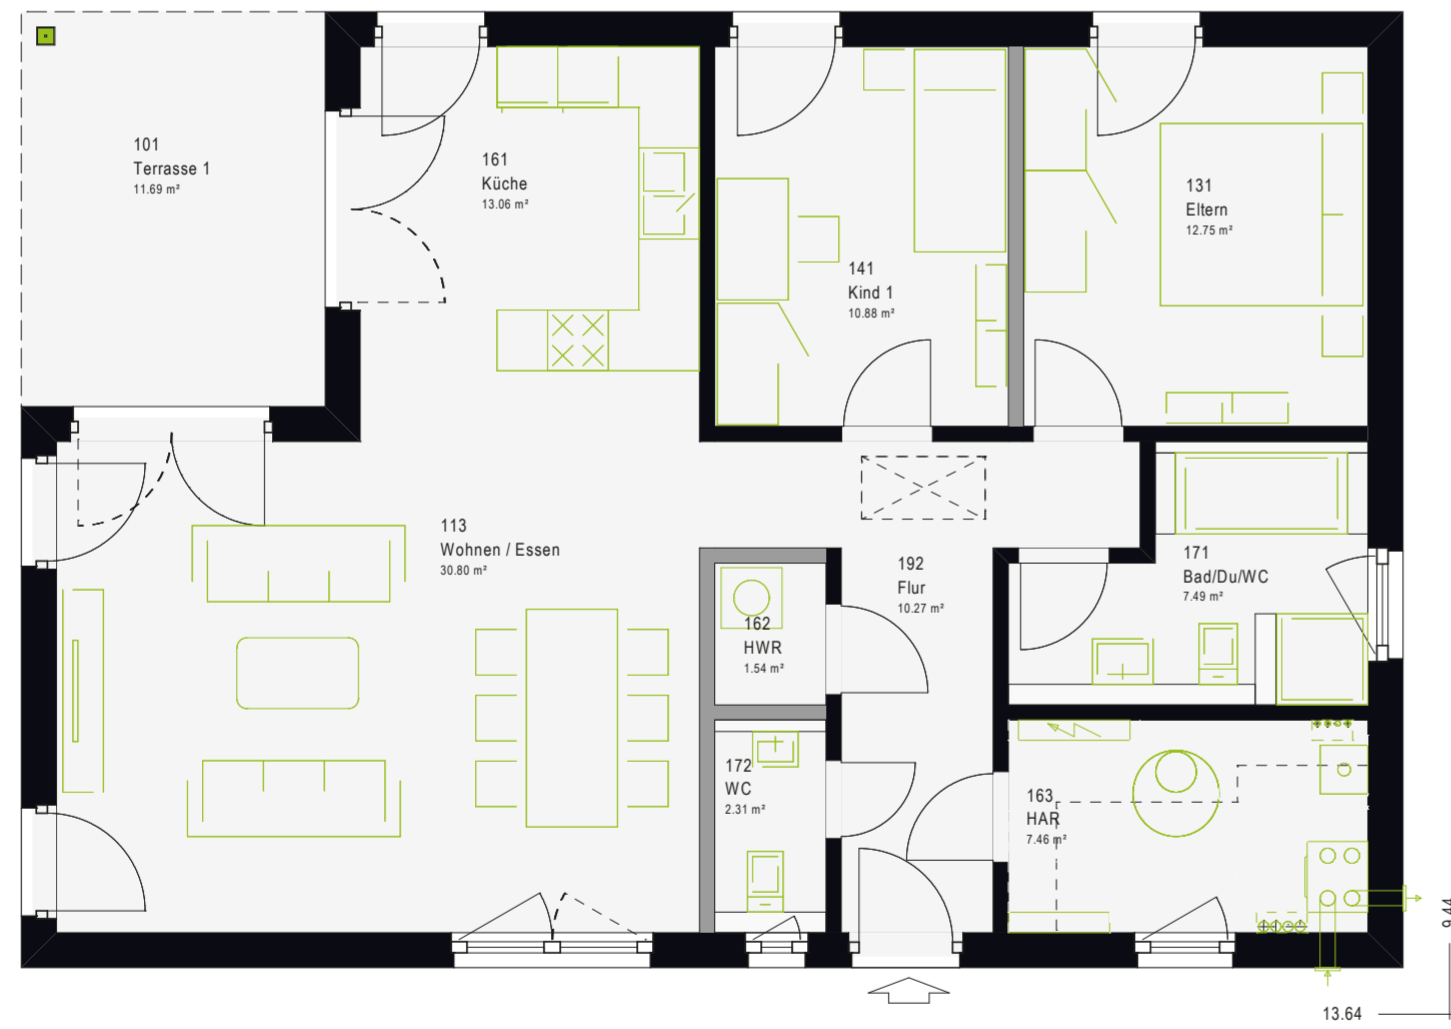 101
Terrasse 1
11.69 m²
161
Küche
13.06 m²
141
Kind 1
10.88 m²
131
Eltern
12.75 m²
113
Wohnen / Essen
30.80 m²
192
Flur
10.27 m²
171
Bad/Du/WC
7.49 m²
162
HWR
1.54 m²
172
WC
2.31 m²
163
HAR
7.46 m²
9.44
13.64